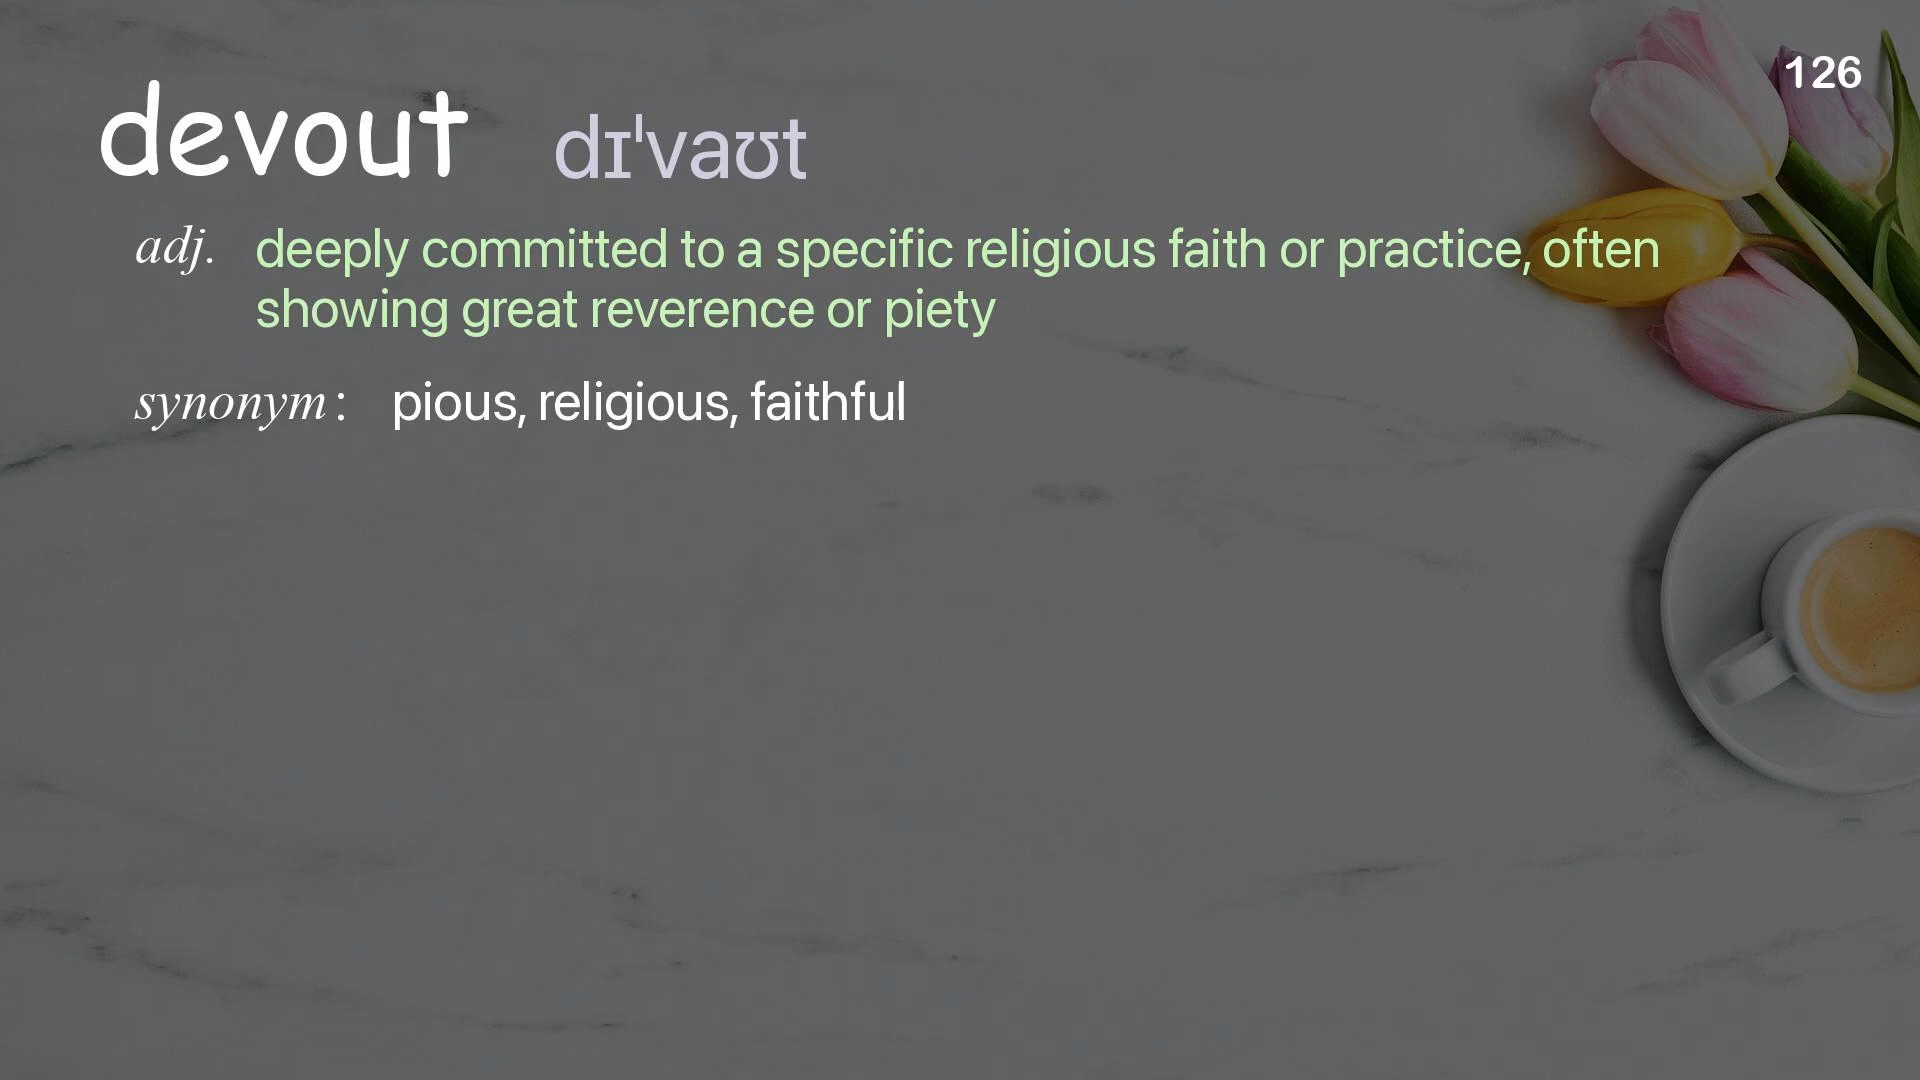 126
devout dɪˈvaʊt
adj. deeply committed to a specific religious faith or practice, often
showing great reverence or piety
synonym: pious, religious, faithful